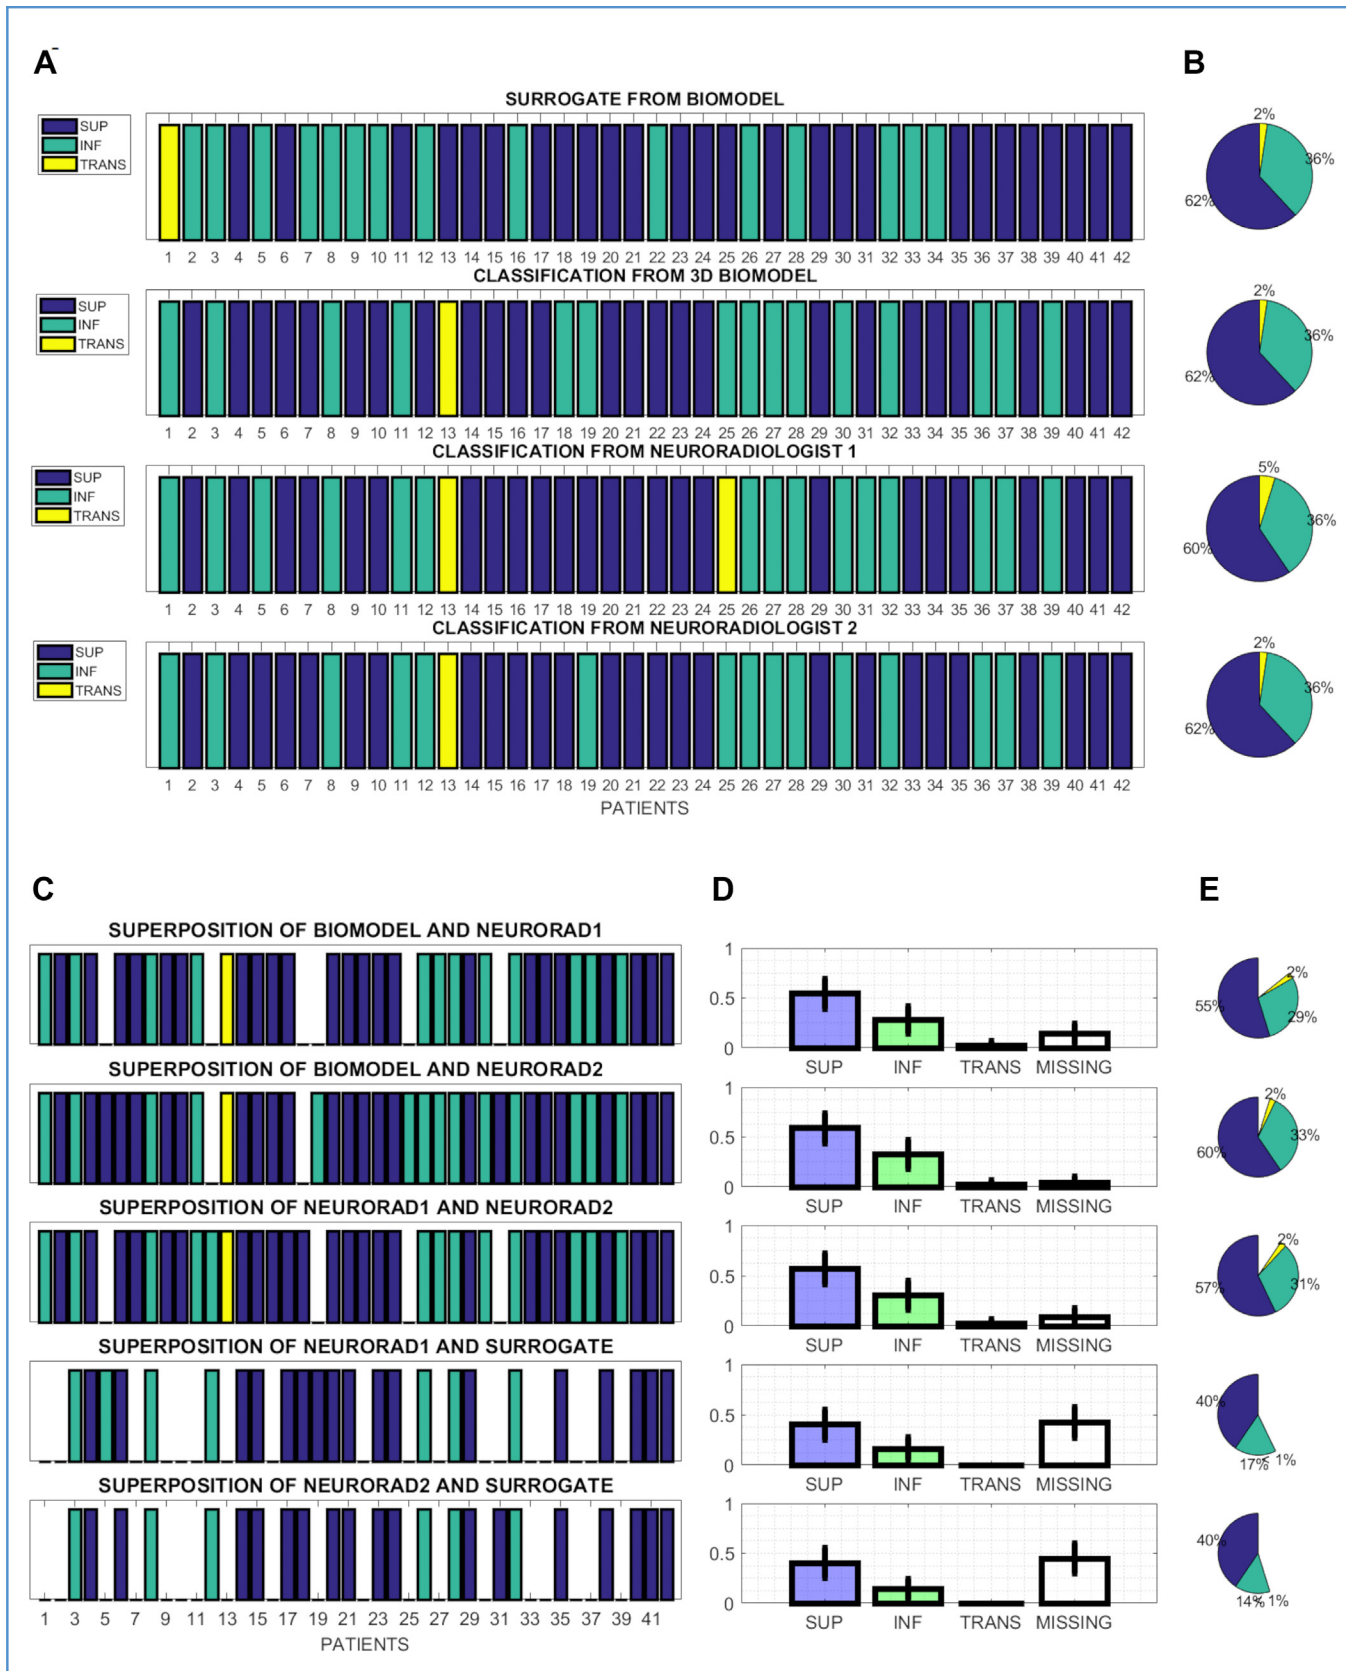 A
B
SURROGATE FROM BIOMODEL
SUP
INF
TRANS
2%
36%
62%
1 2 3 4 5 6 7 8 9 10 11 12 13 14 15 16 17 18 19 20 21 22 23 24 25 26 27 28 29 30 31 32 33 34 35 36 37 38 39 40 41 42
CLASSIFICATION FROM 3D BIOMODEL
SUP
INF
TRANS
2%
36%
62%
1 2 3 4 5 6 7 8 9 10 11 12 13 14 15 16 17 18 19 20 21 22 23 24 25 26 27 28 29 30 31 32 33 34 35 36 37 38 39 40 41 42
CLASSIFICATION FROM NEURORADIOLOGIST 1
SUP
INF
TRANS
5%
36%
60%
1 2 3 4 5 6 7 8 9 10 11 12 13 14 15 16 17 18 19 20 21 22 23 24 25 26 27 28 29 30 31 32 33 34 35 36 37 38 39 40 41 42
CLASSIFICATION FROM NEURORADIOLOGIST 2
SUP
INF
TRANS
2%
36%
62%
1 2 3 4 5 6 7 8 9 10 11 12 13 14 15 16 17 18 19 20 21 22 23 24 25 26 27 28 29 30 31 32 33 34 35 36 37 38 39 40 41 42
PATIENTS
C
D
E
SUPERPOSITION OF BIOMODEL AND NEURORAD1
1
0.5
0
SUP INF TRANS MISSING
2%
55%
29%
SUPERPOSITION OF BIOMODEL AND NEURORAD2
1
0.5
0
SUP INF TRANS MISSING
2%
33%
60%
SUPERPOSITION OF NEURORAD1 AND NEURORAD2
1
0.5
0
SUP INF TRANS MISSING
2%
57%
31%
SUPERPOSITION OF NEURORAD1 AND SURROGATE
1
0.5
0
SUP INF TRANS MISSING
40%
17% < 1%
SUPERPOSITION OF NEURORAD2 AND SURROGATE
1
0.5
0
SUP INF TRANS MISSING
40%
14% < 1%
1 3 5 7 9 11 13 15 17 19 21 23 25 27 29 31 33 35 37 39 41
PATIENTS